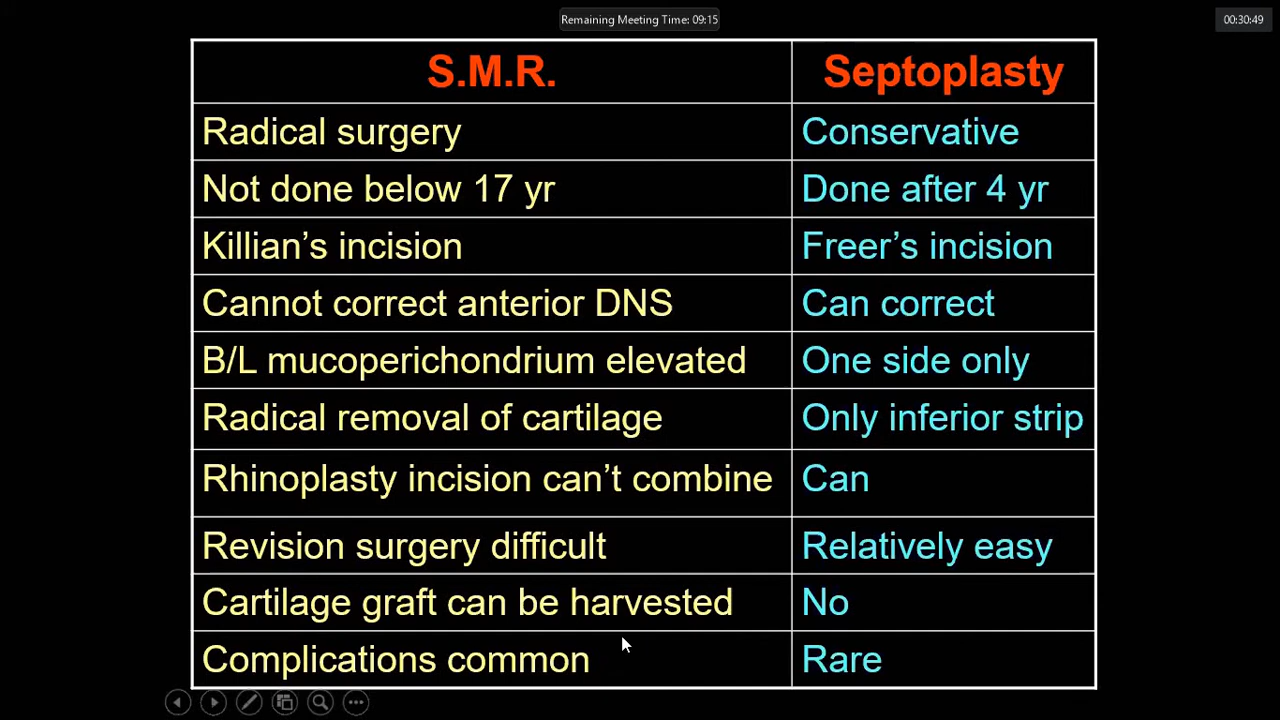 Remaining Meeting Time: 09:15
00:30:49
S.M.R. Septoplasty
Radical surgery Conservative
Not done below 17 yr Done after 4 yr
Killian’s incision Freer’s incision
Cannot correct anterior DNS Can correct
B/L mucoperichondrium elevated One side only
Radical removal of cartilage Only inferior strip
Rhinoplasty incision can’t combine Can
Revision surgery difficult Relatively easy
Cartilage graft can be harvested No
Complications common Rare